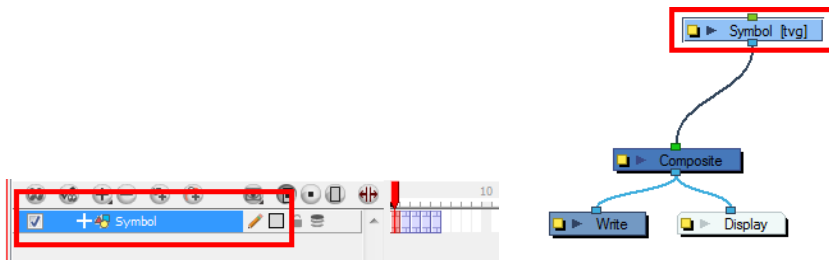 Symbol [tvg]
Composite
10
Symbol
Write
Display